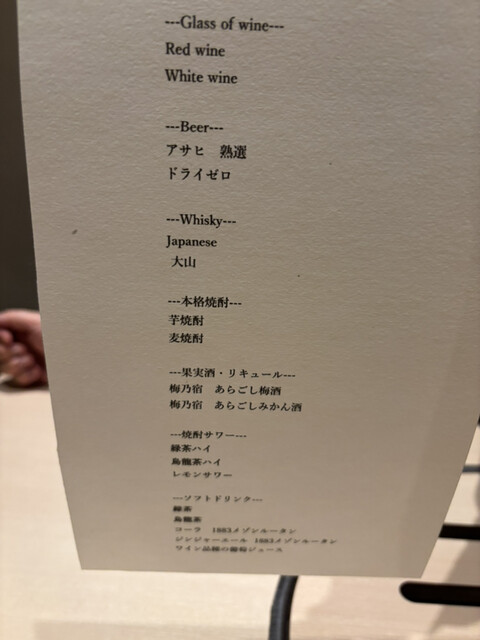 ---Glass of wine---
Red wine
White wine
---Beer---
アサヒ　熟選
ドライゼロ
---Whisky---
Japanese
大山
---本格焼酎---
芋焼酎
麦焼酎
---果実酒・リキュール---
梅乃宿　あらごし梅酒
梅乃宿　あらごしみかん酒
---焼酎サワー---
緑茶ハイ
烏龍茶ハイ
レモンサワー
---ソフトドリンク---
緑茶
烏龍茶
コーラ　1883メゾンルータン
ジンジャーエール　1883メゾンルータン
ワイン品種の葡萄ジュース